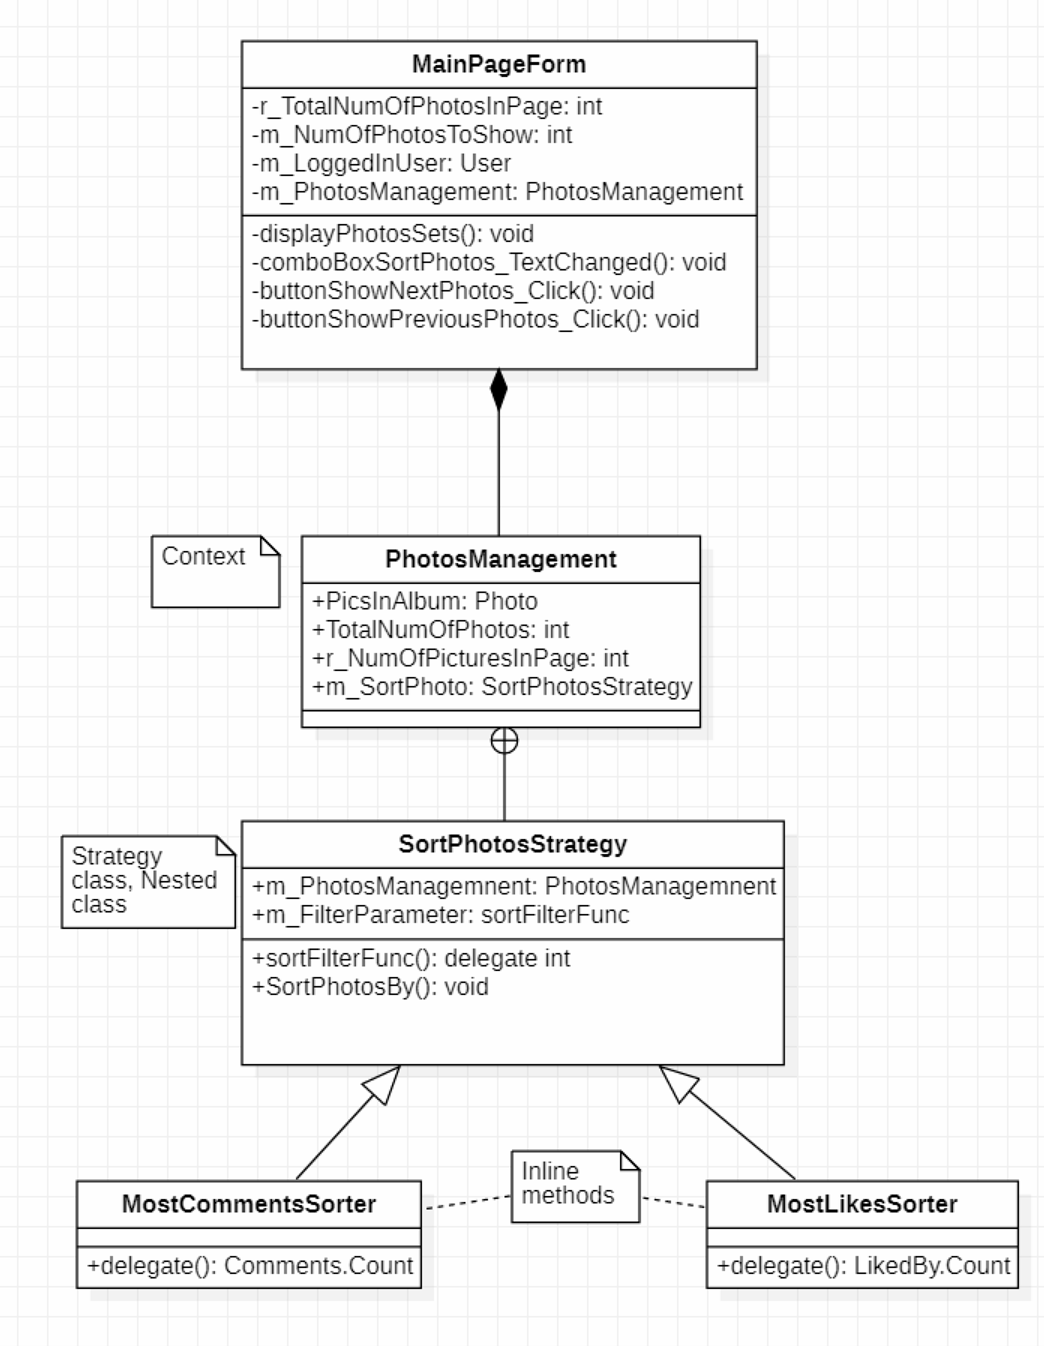 MainPageForm
-r_TotalNumOfPhotosInPage: int
-m_NumOfPhotosToShow: int
-m_LoggedInUser: User
-m_PhotosManagement: PhotosManagement
-displayPhotosSets(): void
-comboBoxSortPhotos_TextChanged(): void
-buttonShowNextPhotos_Click(): void
-buttonShowPreviousPhotos_Click(): void
Context
PhotosManagement
+PicsInAlbum: Photo
+TotalNumOfPhotos: int
+r_NumOfPicturesInPage: int
+m_SortPhoto: SortPhotosStrategy
Strategy
class, Nested
class
SortPhotosStrategy
+m_PhotosManagemnent: PhotosManagemnent
+m_FilterParameter: sortFilterFunc
+sortFilterFunc(): delegate int
+SortPhotosBy(): void
Inline
methods
MostCommentsSorter
+delegate(): Comments.Count
MostLikesSorter
+delegate(): LikedBy.Count